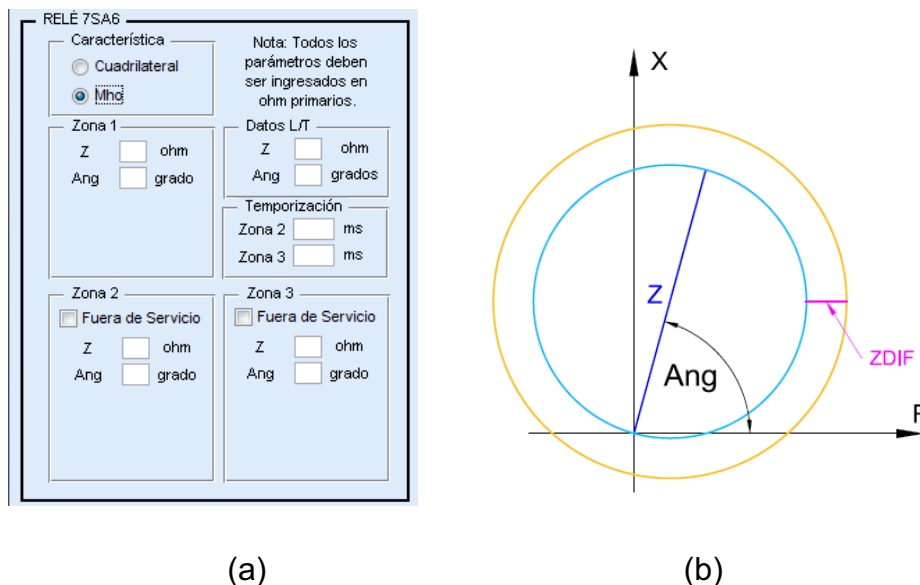 RELÉ 7SA6
Característica
Cuadrilateral
Mho
Nota: Todos los
parámetros deben
ser ingresados en
ohm primarios.
Zona 1
Z ohm
Ang grado
Datos L/T
Z ohm
Ang grados
Temporización
Zona 2 ms
Zona 3 ms
Zona 2
Fuera de Servicio
Z ohm
Ang grado
Zona 3
Fuera de Servicio
Z ohm
Ang grado
(a)
X
Z
Ang
ZDIF
(b)